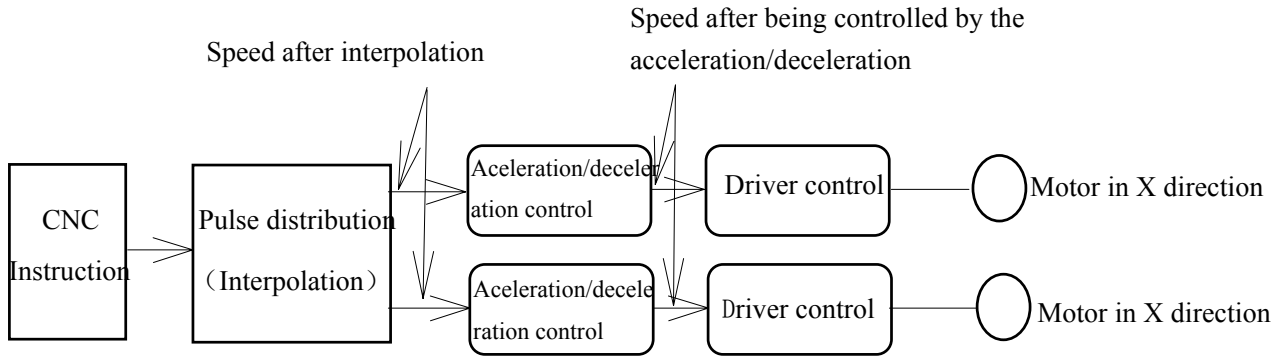 Speed after interpolation
Speed after being controlled by the
acceleration/deceleration
CNC
Instruction
Pulse distribution
（Interpolation）
Aceleration/deceler
ation control
Driver control
Motor in X direction
Aceleration/decele
ration control
Driver control
Motor in X direction